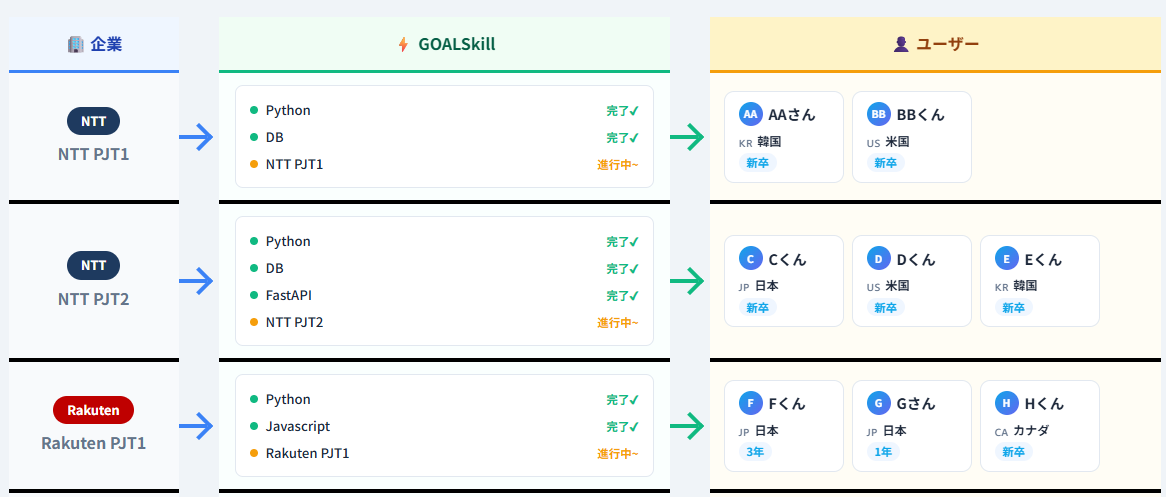 企業
GOALSkill
ユーザー
NTT
NTT PJT1
Python 完了✔
DB 完了✔
NTT PJT1 進行中~
AA AAさん
KR 韓国
新卒
BB BBくん
US 米国
新卒
NTT
NTT PJT2
Python 完了✔
DB 完了✔
FastAPI 完了✔
NTT PJT2 進行中~
C Cくん
JP 日本
新卒
D Dくん
US 米国
新卒
E Eくん
KR 韓国
新卒
Rakuten
Rakuten PJT1
Python 完了✔
Javascript 完了✔
Rakuten PJT1 進行中~
F Fくん
JP 日本
3年
G Gさん
JP 日本
1年
H Hくん
CA カナダ
新卒